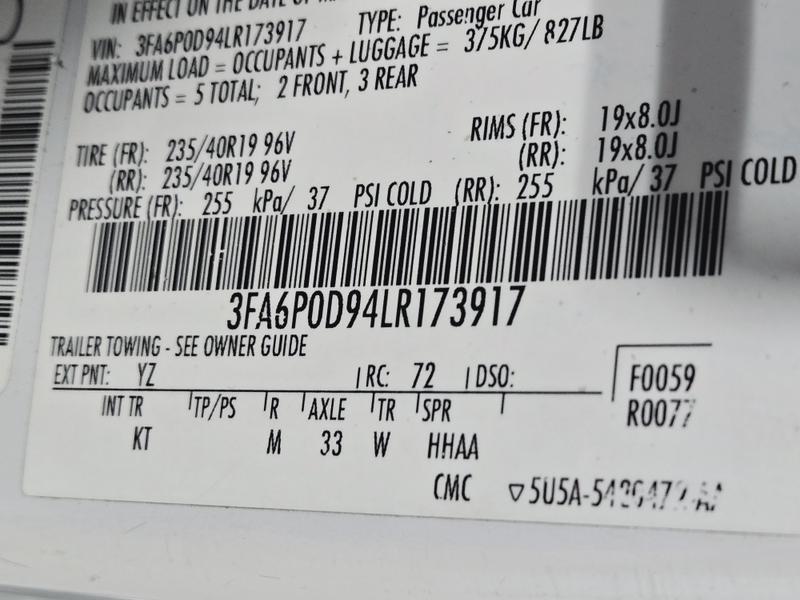 IN EFFECT ON THE DATE OF
VIN: 3FA6P0D94LR173917 TYPE: Passenger Car
MAXIMUM LOAD = OCCUPANTS + LUGGAGE = 375KG/ 827LB
OCCUPANTS = 5 TOTAL; 2 FRONT, 3 REAR
TIRE (FR): 235/40R19 96V RIMS (FR): 19x8.0J
(RR): 235/40R19 96V (RR): 19x8.0J
PRESSURE (FR): 255 kPa/ 37 PSI COLD (RR): 255 kPa/ 37 PSI COLD
3FA6P0D94LR173917
TRAILER TOWING - SEE OWNER GUIDE
EXT PNT: YZ RC: 72 DSO: F0059
INT TR TP/PS R AXLE TR SPR R0077
KT M 33 W HHAA
CMC